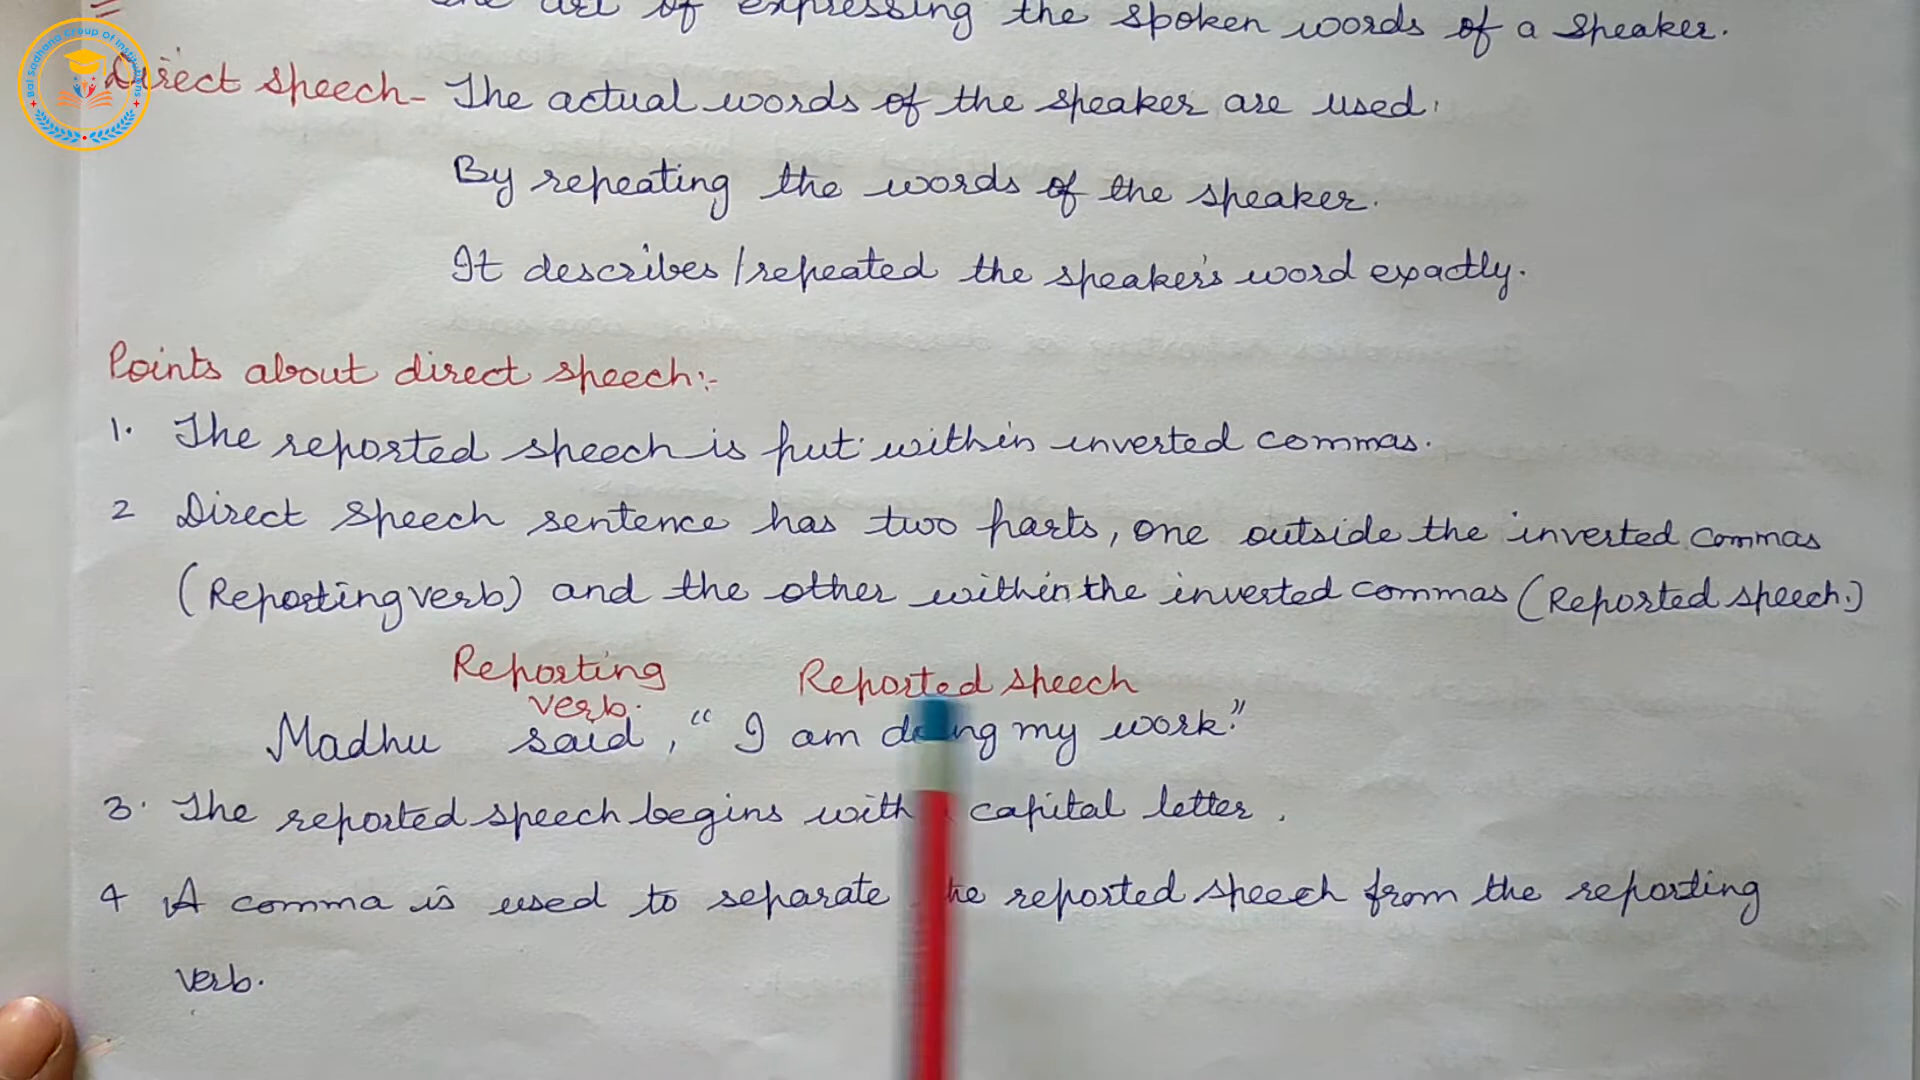 the art of expressing the spoken words of a speaker.
Bal Sadhana Group Of Institutions
Direct speech - The actual words of the speaker are used.
By repeating the words of the speaker.
It describes / repeated the speaker's word exactly.
Points about direct speech:-
1. The reported speech is put within inverted commas.
2 Direct speech sentence has two parts, one outside the inverted commas
(Reporting verb) and the other within the inverted commas (Reported speech.)
Reporting Reported speech
verb.
Madhu said, "I am doing my work."
3. The reported speech begins with capital letter.
4 A comma is used to separate the reported speech from the reporting
verb.